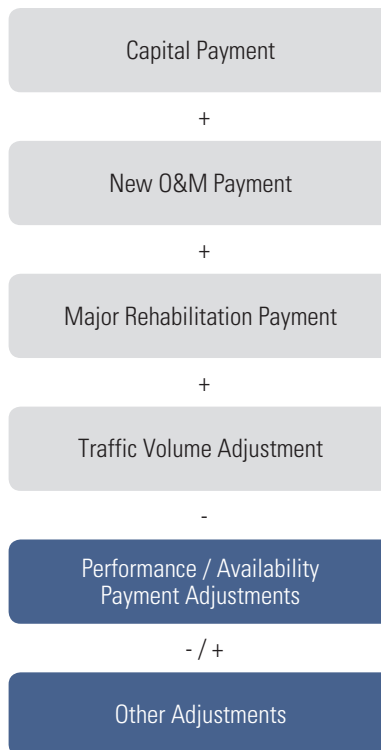 Capital Payment
+
New O&M Payment
+
Major Rehabilitation Payment
+
Traffic Volume Adjustment
-
Performance / Availability
Payment Adjustments
- / +
Other Adjustments